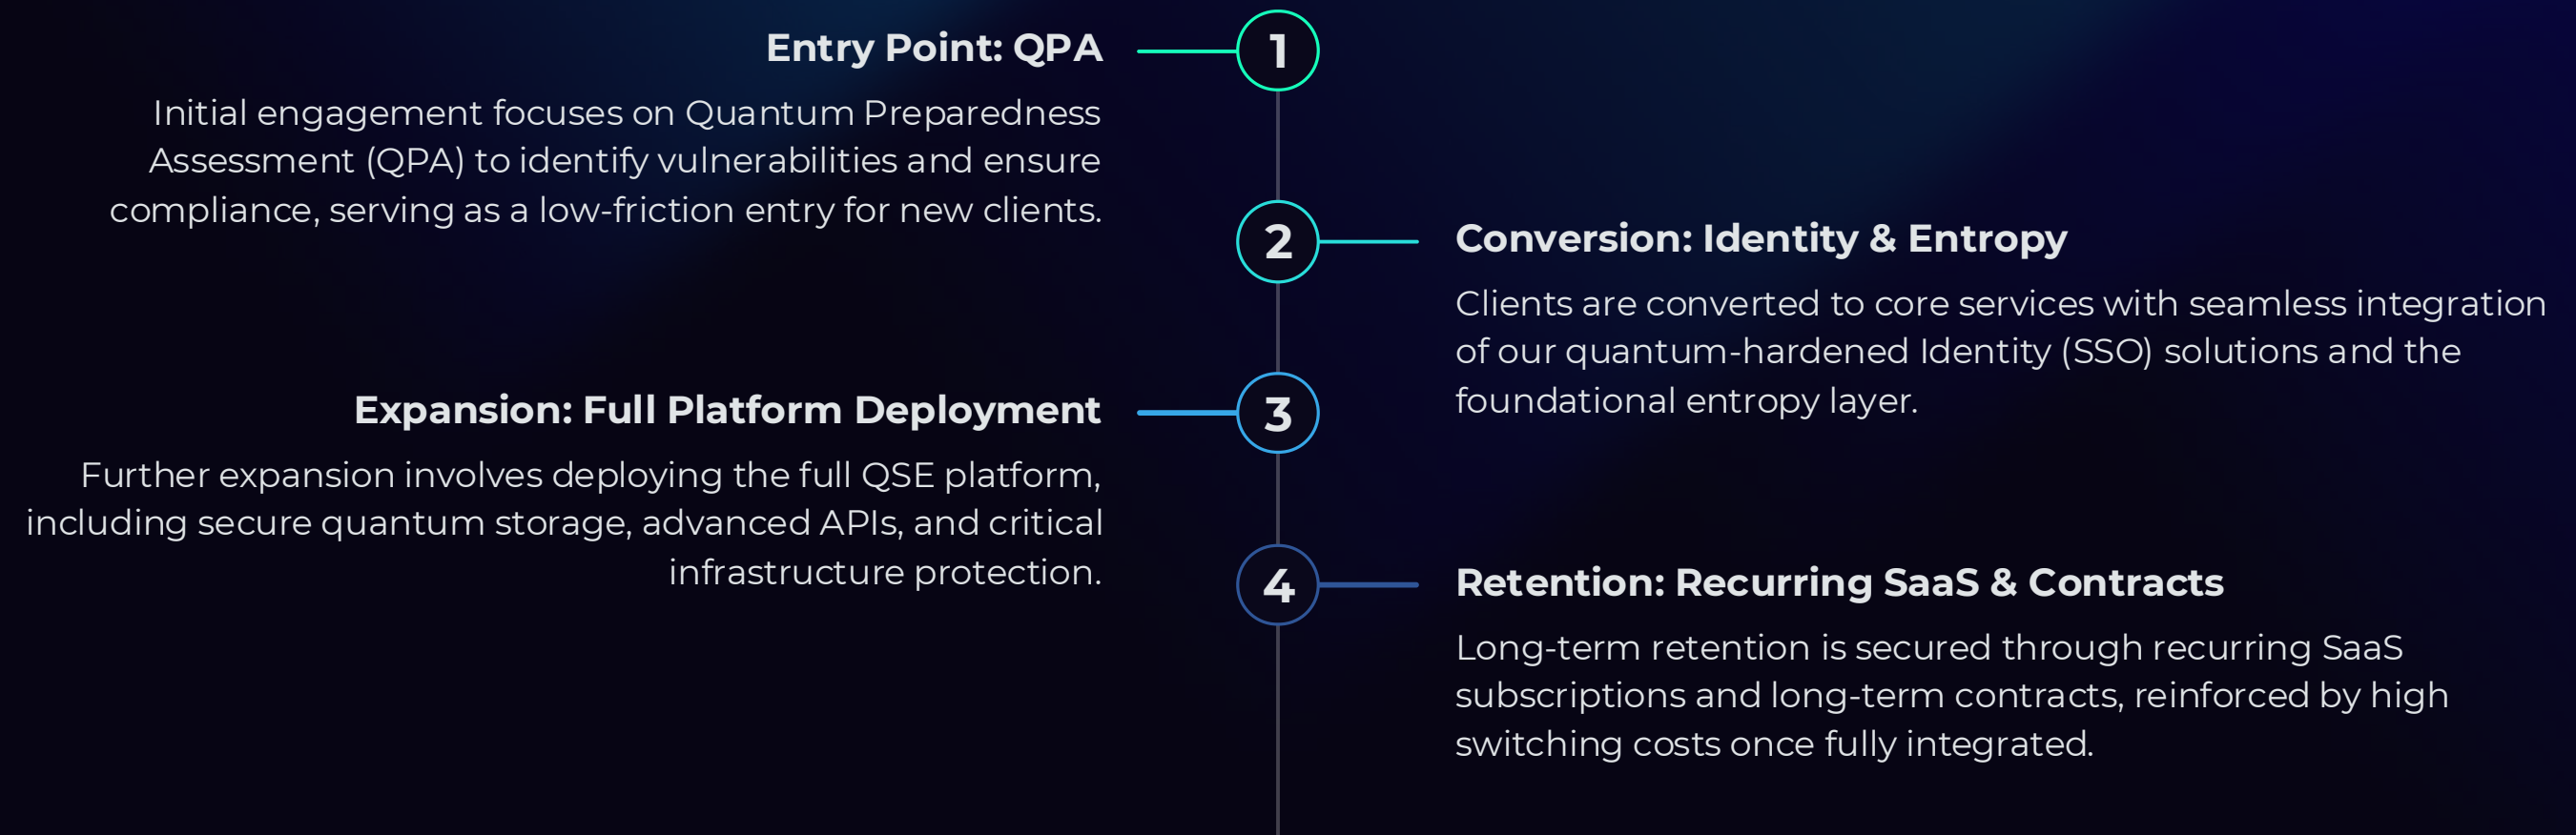 Entry Point: QPA
1
Initial engagement focuses on Quantum Preparedness
Assessment (QPA) to identify vulnerabilities and ensure
compliance, serving as a low-friction entry for new clients.
2
Conversion: Identity & Entropy
Clients are converted to core services with seamless integration
of our quantum-hardened Identity (SSO) solutions and the
foundational entropy layer.
Expansion: Full Platform Deployment
3
Further expansion involves deploying the full QSE platform,
including secure quantum storage, advanced APIs, and critical
infrastructure protection.
4
Retention: Recurring SaaS & Contracts
Long-term retention is secured through recurring SaaS
subscriptions and long-term contracts, reinforced by high
switching costs once fully integrated.